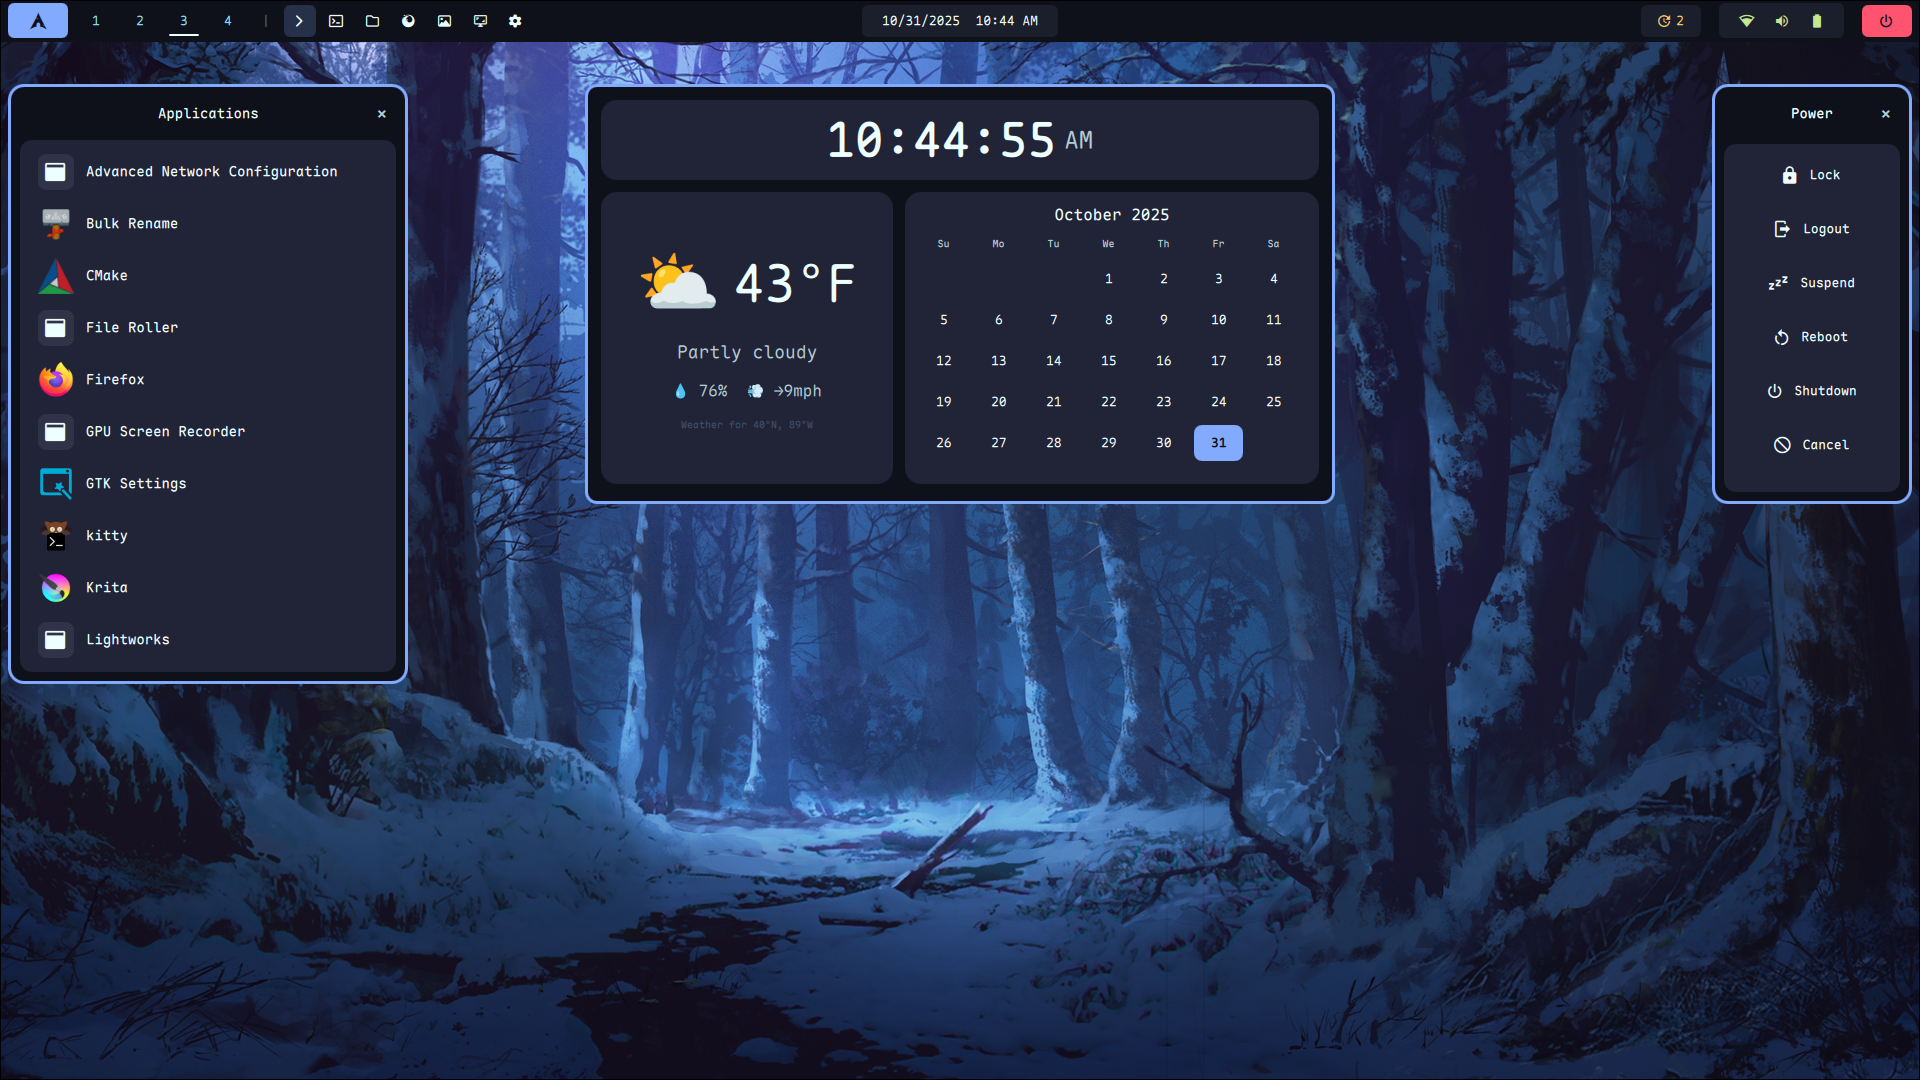 1 2 3 4 |
10/31/2025 10:44 AM
2
Applications ×
Advanced Network Configuration
Bulk Rename
CMake
File Roller
Firefox
GPU Screen Recorder
GTK Settings
kitty
Krita
Lightworks
10:44:55 AM
43°F
Partly cloudy
76% →9mph
Weather for 40°N, 89°W
October 2025
Su Mo Tu We Th Fr Sa
1 2 3 4
5 6 7 8 9 10 11
12 13 14 15 16 17 18
19 20 21 22 23 24 25
26 27 28 29 30 31
Power ×
Lock
Logout
zzz Suspend
Reboot
Shutdown
Cancel